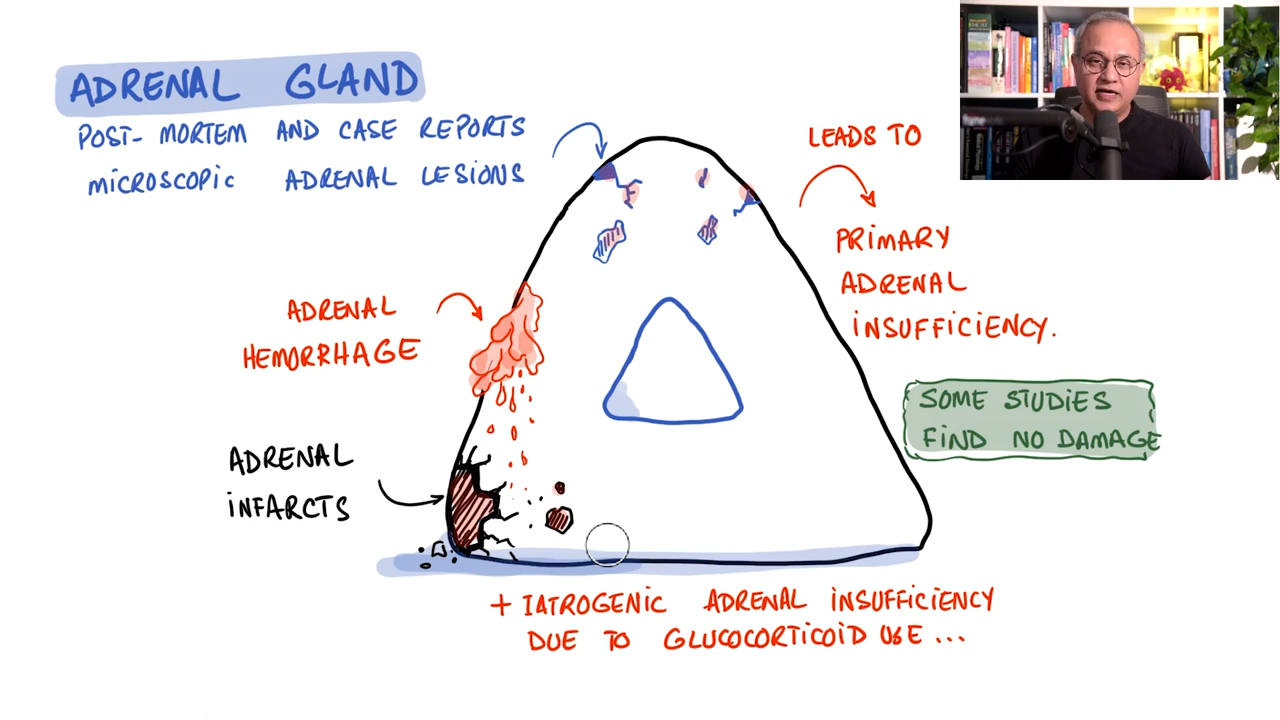 ADRENAL GLAND
POST-MORTEM AND CASE REPORTS
MICROSCOPIC ADRENAL LESIONS
LEADS TO
PRIMARY
ADRENAL
INSUFFICIENCY.
ADRENAL
HEMORRHAGE
SOME STUDIES
FIND NO DAMAGE
ADRENAL
INFARCTS
+ IATROGENIC ADRENAL INSUFFICIENCY
DUE TO GLUCOCORTICOID USE...